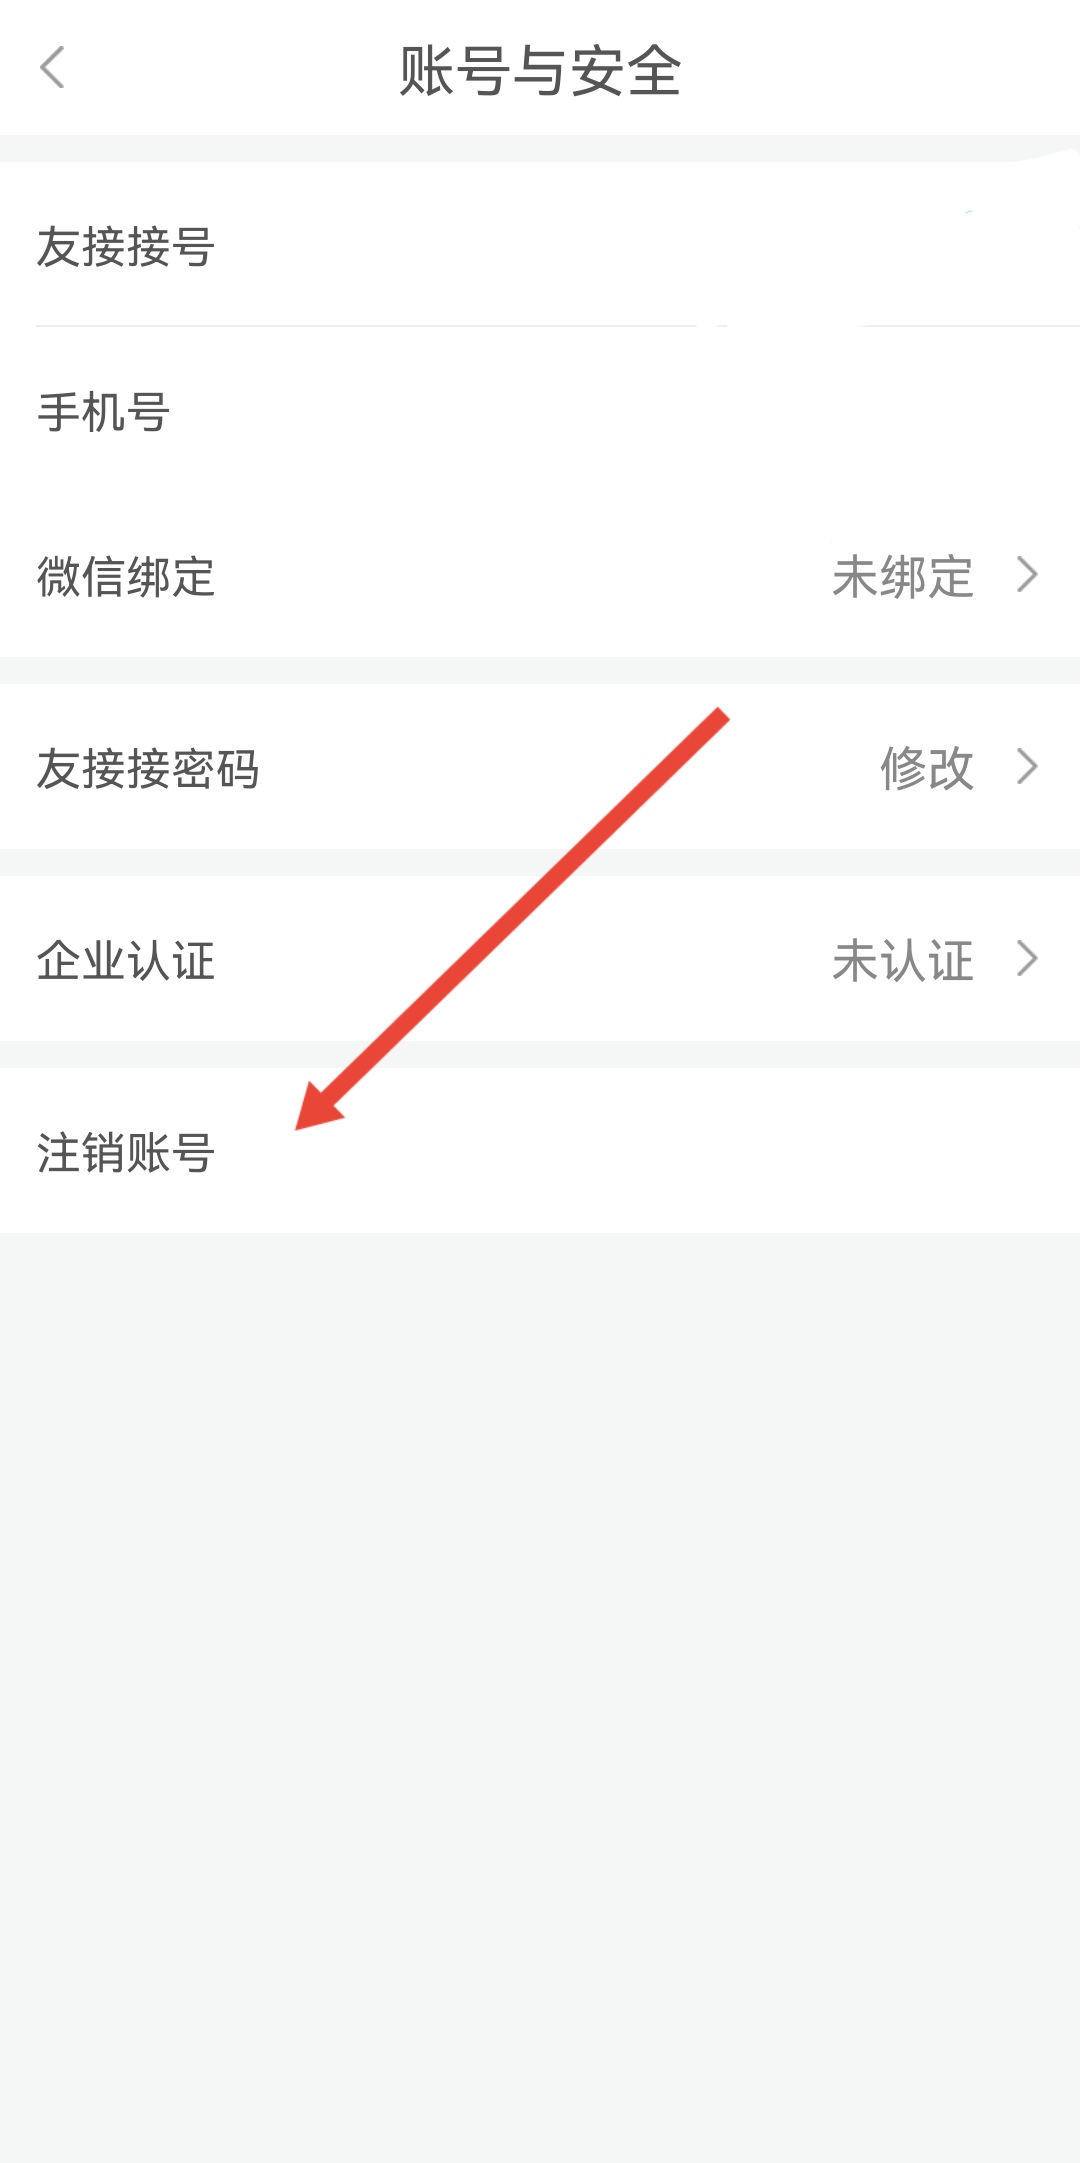 账号与安全
友接接号
手机号
微信绑定 未绑定
友接接密码 修改
企业认证 未认证
注销账号